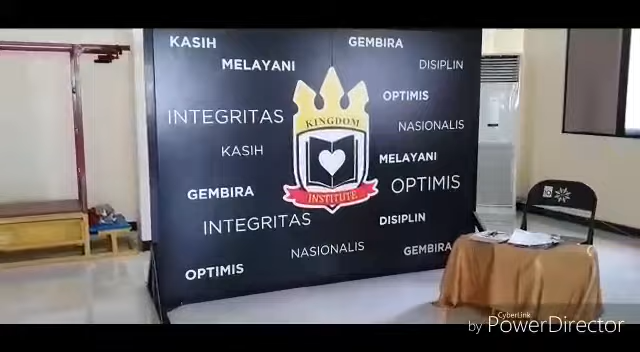 KASIH
GEMBIRA
MELAYANI
DISIPLIN
OPTIMIS
INTEGRITAS
KINGDOM
NASIONALIS
KASIH
MELAYANI
GEMBIRA
OPTIMIS
INSTITUTE
INTEGRITAS
DISIPLIN
NASIONALIS
GEMBIRA
OPTIMIS
CyberLink
by PowerDirector